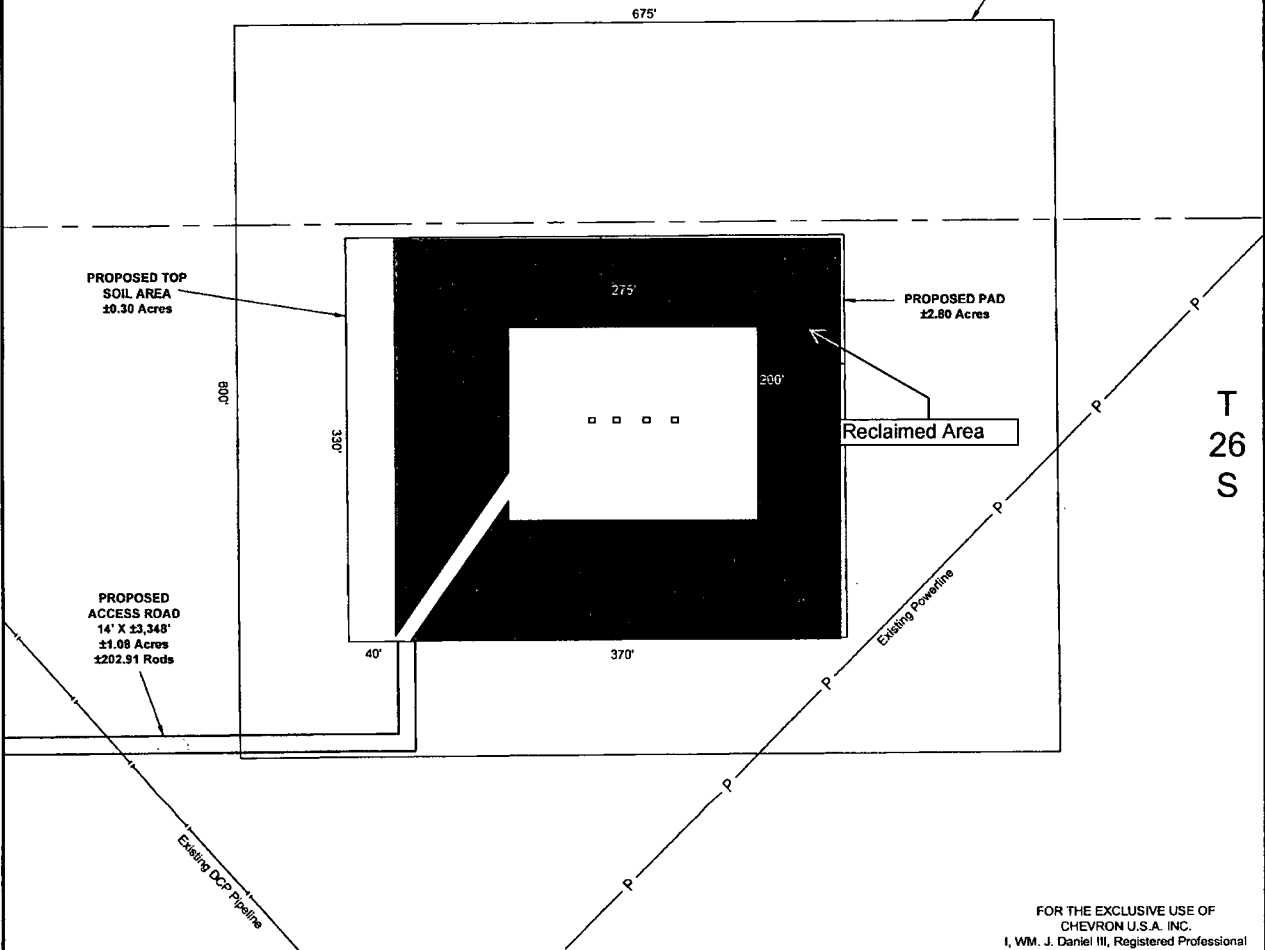 675'
PROPOSED TOP
SOIL AREA
±0.30 Acres
275'
PROPOSED PAD
±2.80 Acres
200'
600'
330'
Reclaimed Area
T
26
S
P
P
P
P
P
P
Existing Powerline
PROPOSED
ACCESS ROAD
14' X ±3,348'
±1.08 Acres
±202.91 Rods
40'
370'
Existing DCP Pipeline
FOR THE EXCLUSIVE USE OF
CHEVRON U.S.A. INC.
I, WM. J. Daniel III, Registered Professional